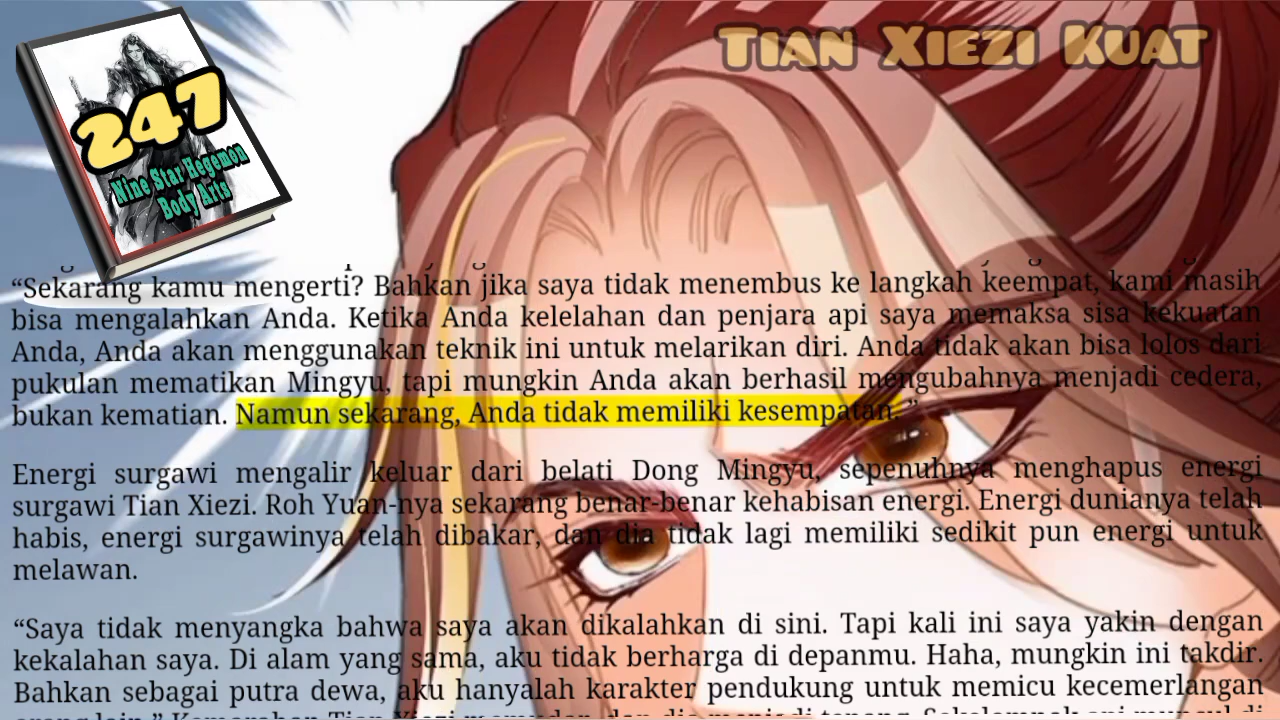 Tian Xiezi Kuat
247
Nine Star Hegemon
Body Arts
“Sekarang kamu mengerti? Bahkan jika saya tidak menembus ke langkah keempat, kami masih
bisa mengalahkan Anda. Ketika Anda kelelahan dan penjara api saya memaksa sisa kekuatan
Anda, Anda akan menggunakan teknik ini untuk melarikan diri. Anda tidak akan bisa lolos dari
pukulan mematikan Mingyu, tapi mungkin Anda akan berhasil mengubahnya menjadi cedera,
bukan kematian. Namun sekarang, Anda tidak memiliki kesempatan.”
Energi surgawi mengalir keluar dari belati Dong Mingyu, sepenuhnya menghapus energi
surgawi Tian Xiezi. Roh Yuan-nya sekarang benar-benar kehabisan energi. Energi dunianya telah
habis, energi surgawinya telah dibakar, dan dia tidak lagi memiliki sedikit pun energi untuk
melawan.
“Saya tidak menyangka bahwa saya akan dikalahkan di sini. Tapi kali ini saya yakin dengan
kekalahan saya. Di alam yang sama, aku tidak berharga di depanmu. Haha, mungkin ini takdir.
Bahkan sebagai putra dewa, aku hanyalah karakter pendukung untuk memicu kecemerlangan